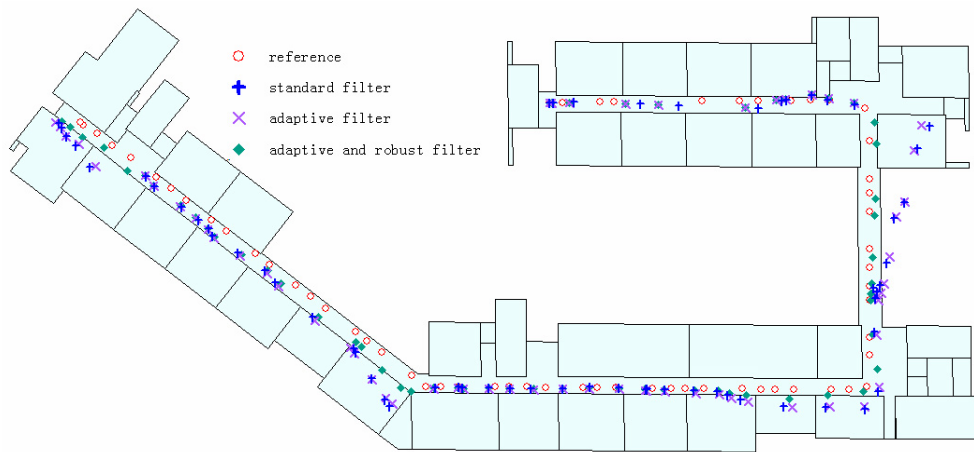 reference
standard filter
adaptive filter
adaptive and robust filter